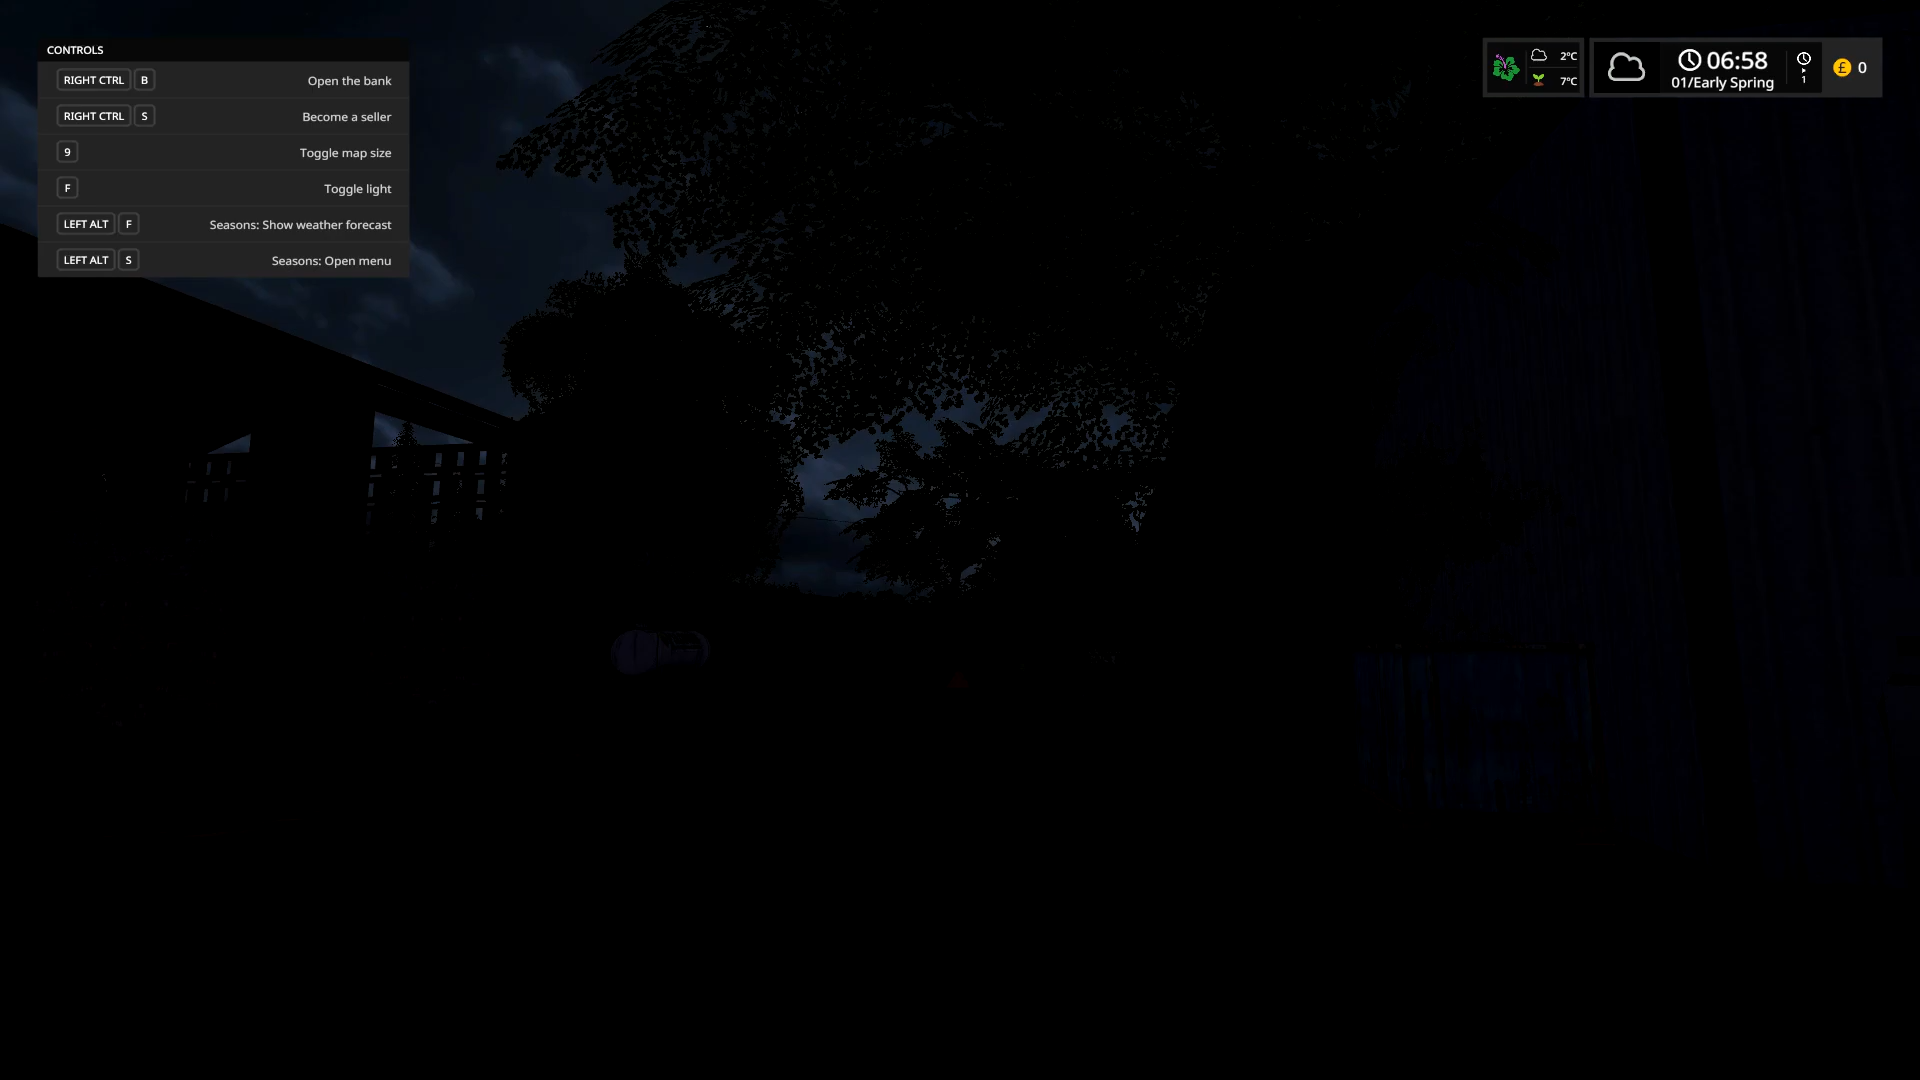 CONTROLS
RIGHT CTRL B Open the bank
RIGHT CTRL S Become a seller
9 Toggle map size
F Toggle light
LEFT ALT F Seasons: Show weather forecast
LEFT ALT S Seasons: Open menu
2°C
7°C
06:58
01/Early Spring
1
£ 0